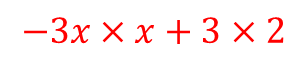 −3x × x + 3 × 2